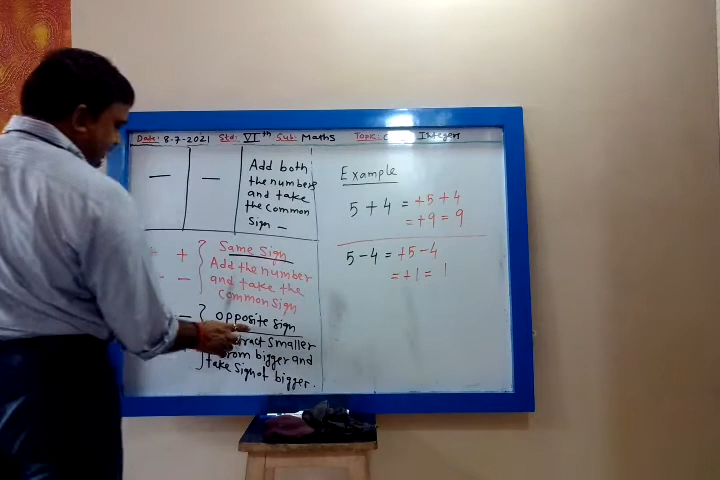 Date: 8-7-2021 Std: VIth Sub: Maths Topic: Integers
— — Add both
the numbers
and take
the common
Sign —
Example
5 + 4 = +5 + 4
= +9 = 9
5 - 4 = +5 - 4
= +1 = 1
+ Same Sign
- - Add the number
and take the
common sign
- opposite sign
smaller
from bigger and
take sign of bigger.